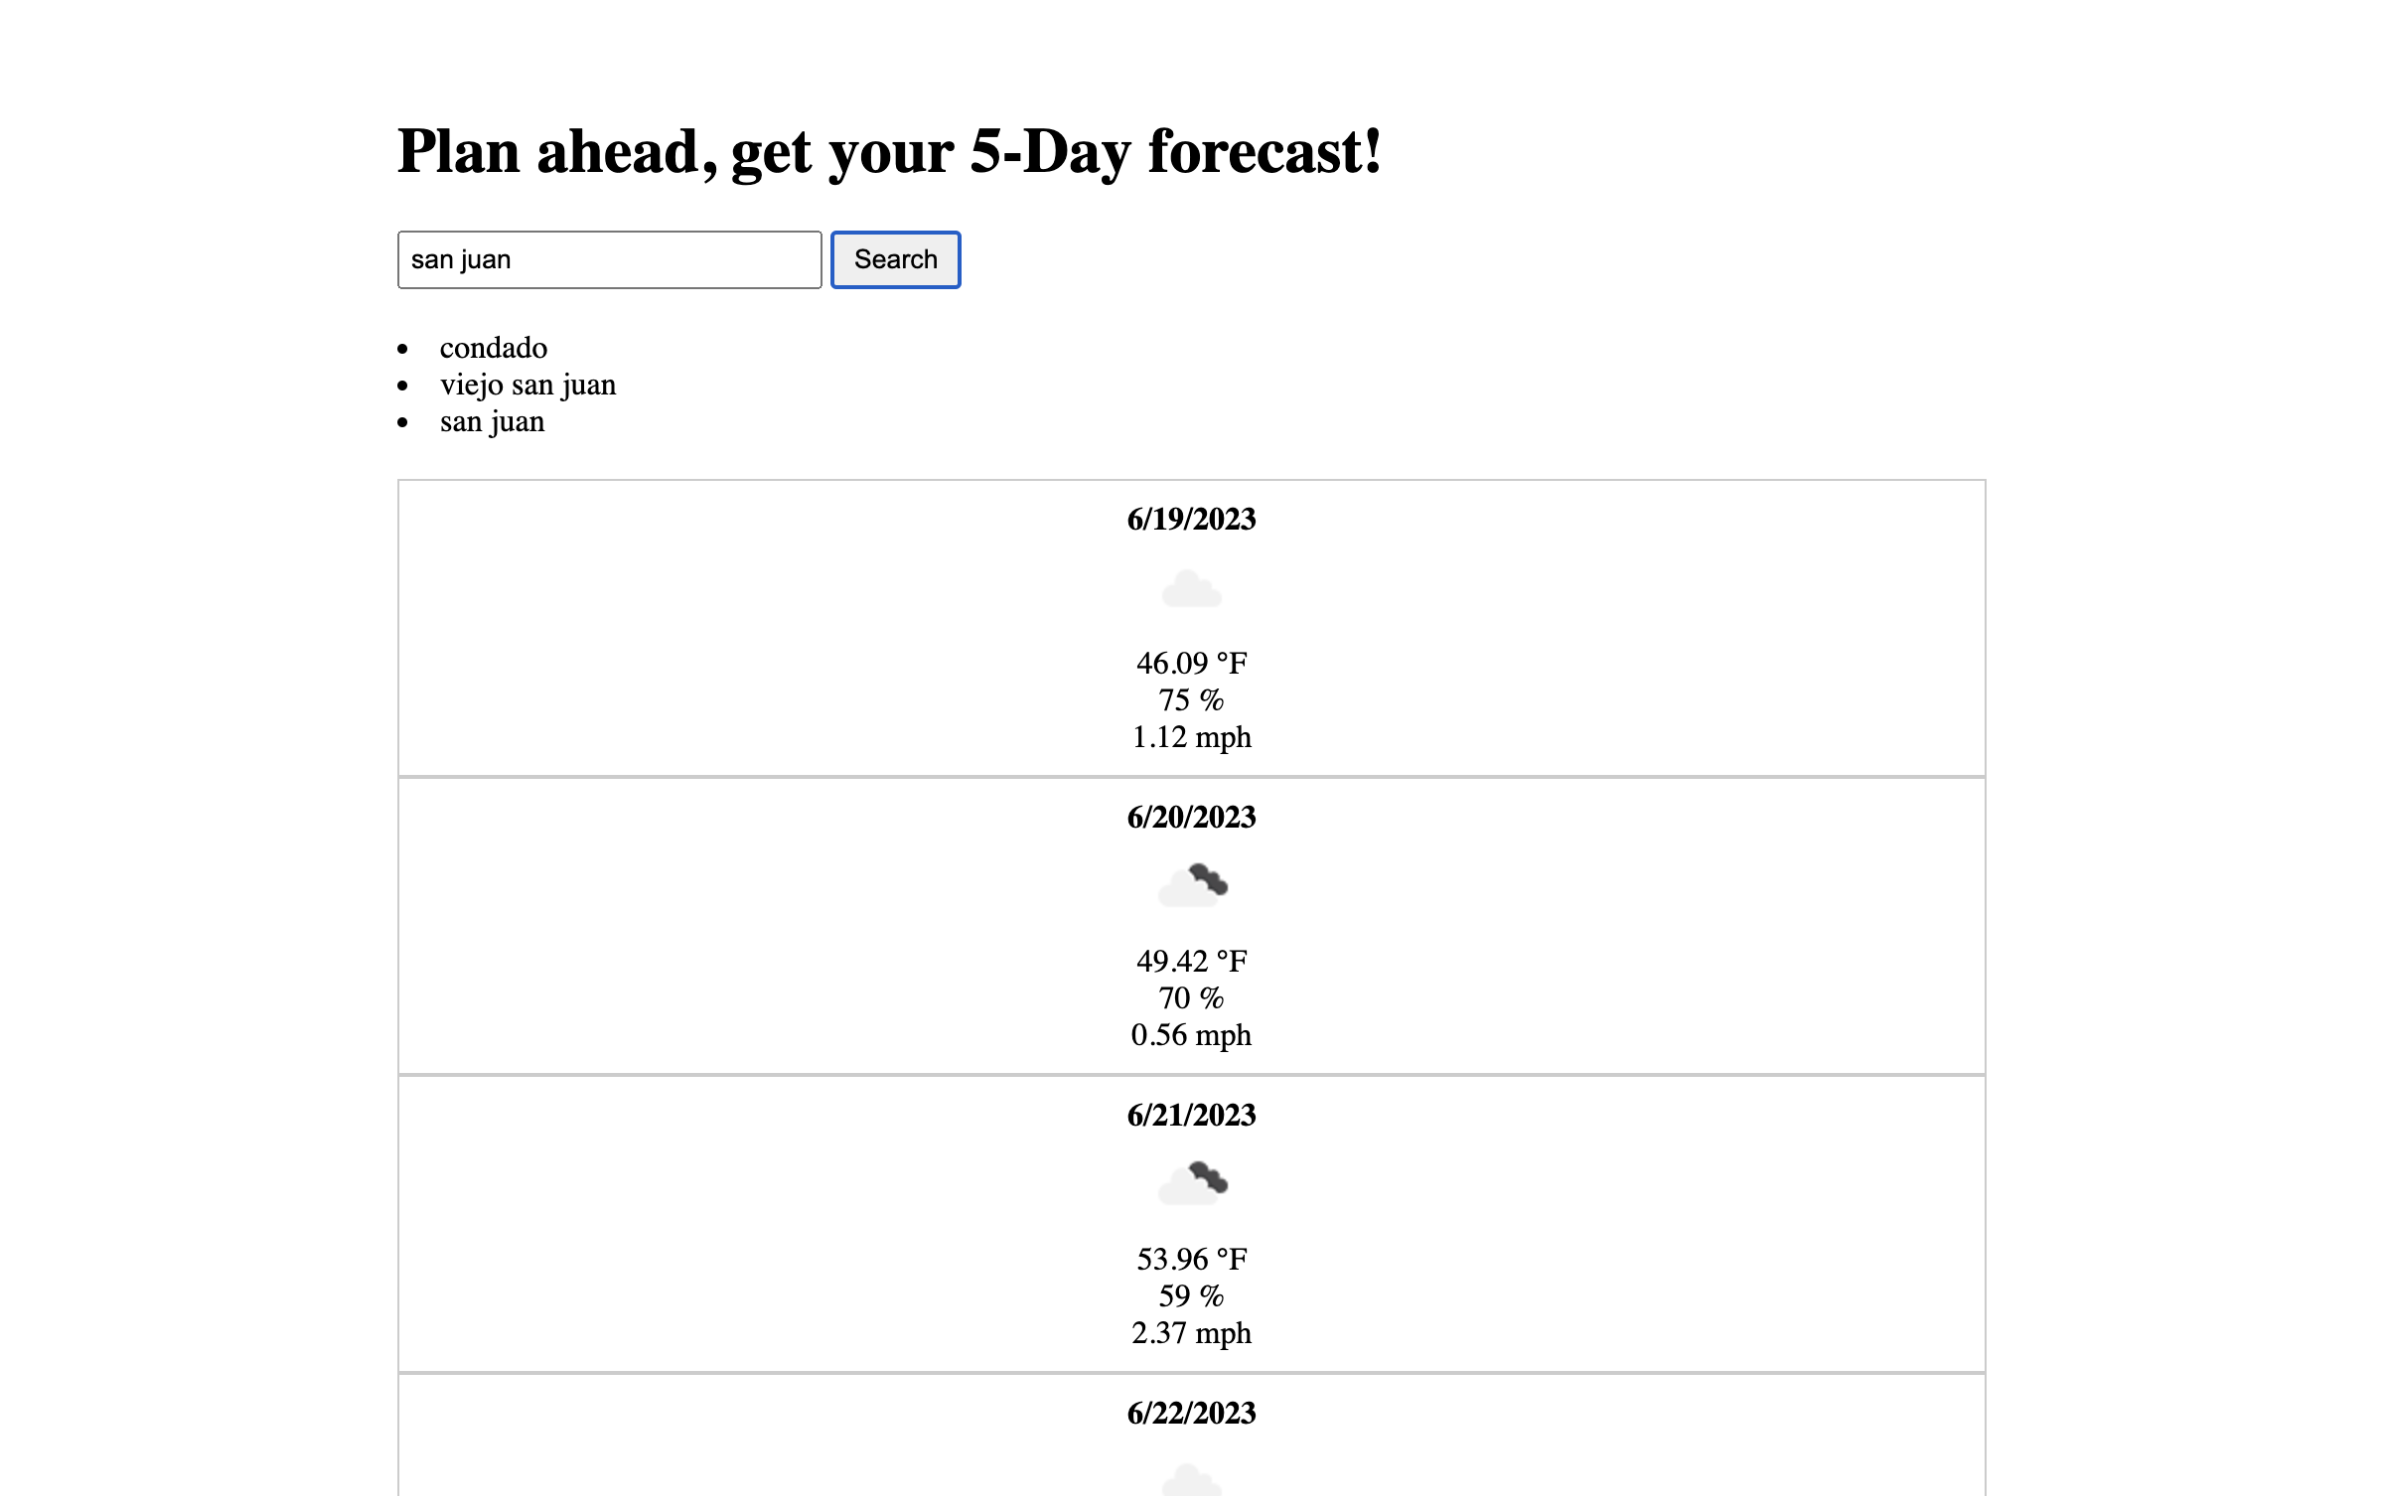 Plan ahead, get your 5-Day forecast!
san juan
Search
condado
viejo san juan
san juan
6/19/2023
46.09 °F
75 %
1.12 mph
6/20/2023
49.42 °F
70 %
0.56 mph
6/21/2023
53.96 °F
59 %
2.37 mph
6/22/2023